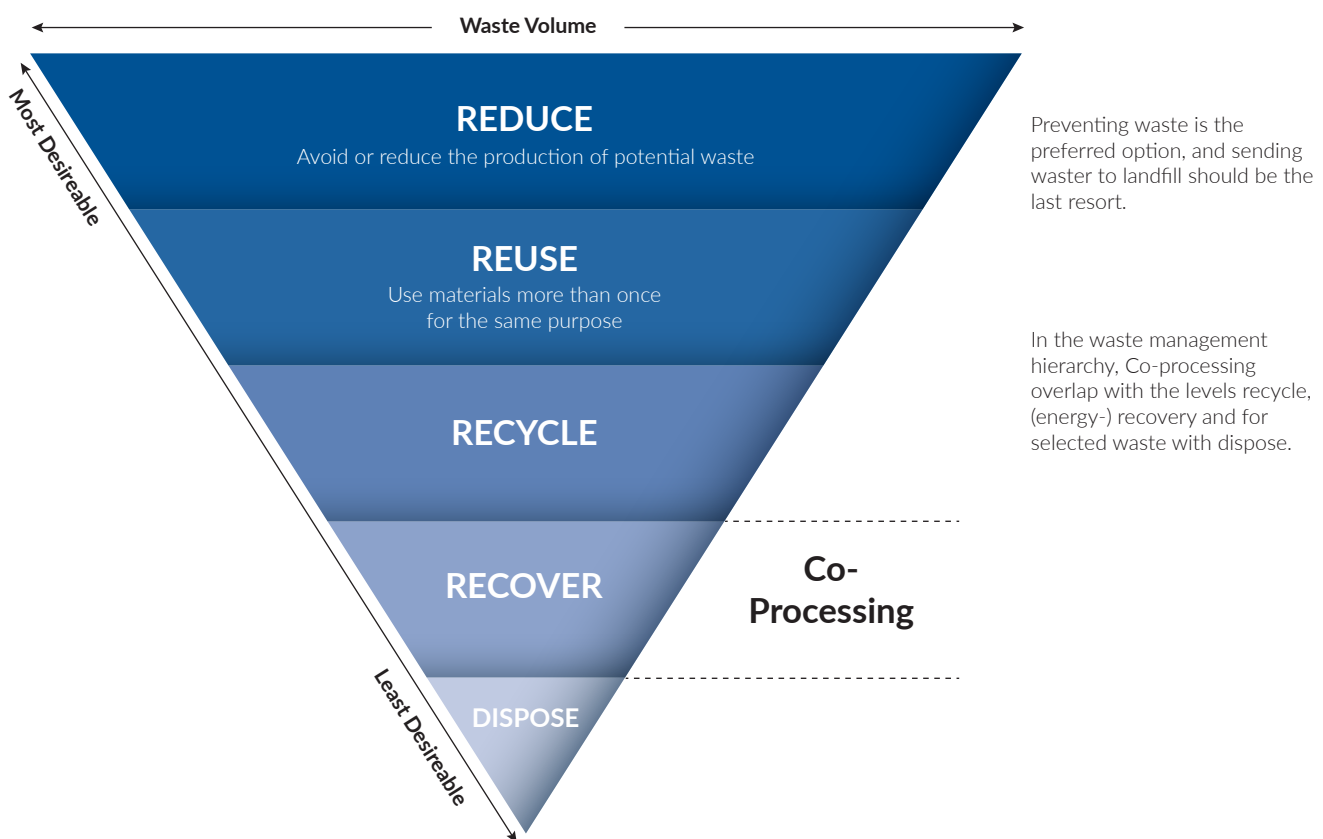 Waste Volume
Most Desireable
REDUCE
Avoid or reduce the production of potential waste
Preventing waste is the
preferred option, and sending
waster to landfill should be the
last resort.
REUSE
Use materials more than once
for the same purpose
In the waste management
hierarchy, Co-processing
overlap with the levels recycle,
(energy-) recovery and for
selected waste with dispose.
RECYCLE
RECOVER
Co-
Processing
Least Desireable
DISPOSE